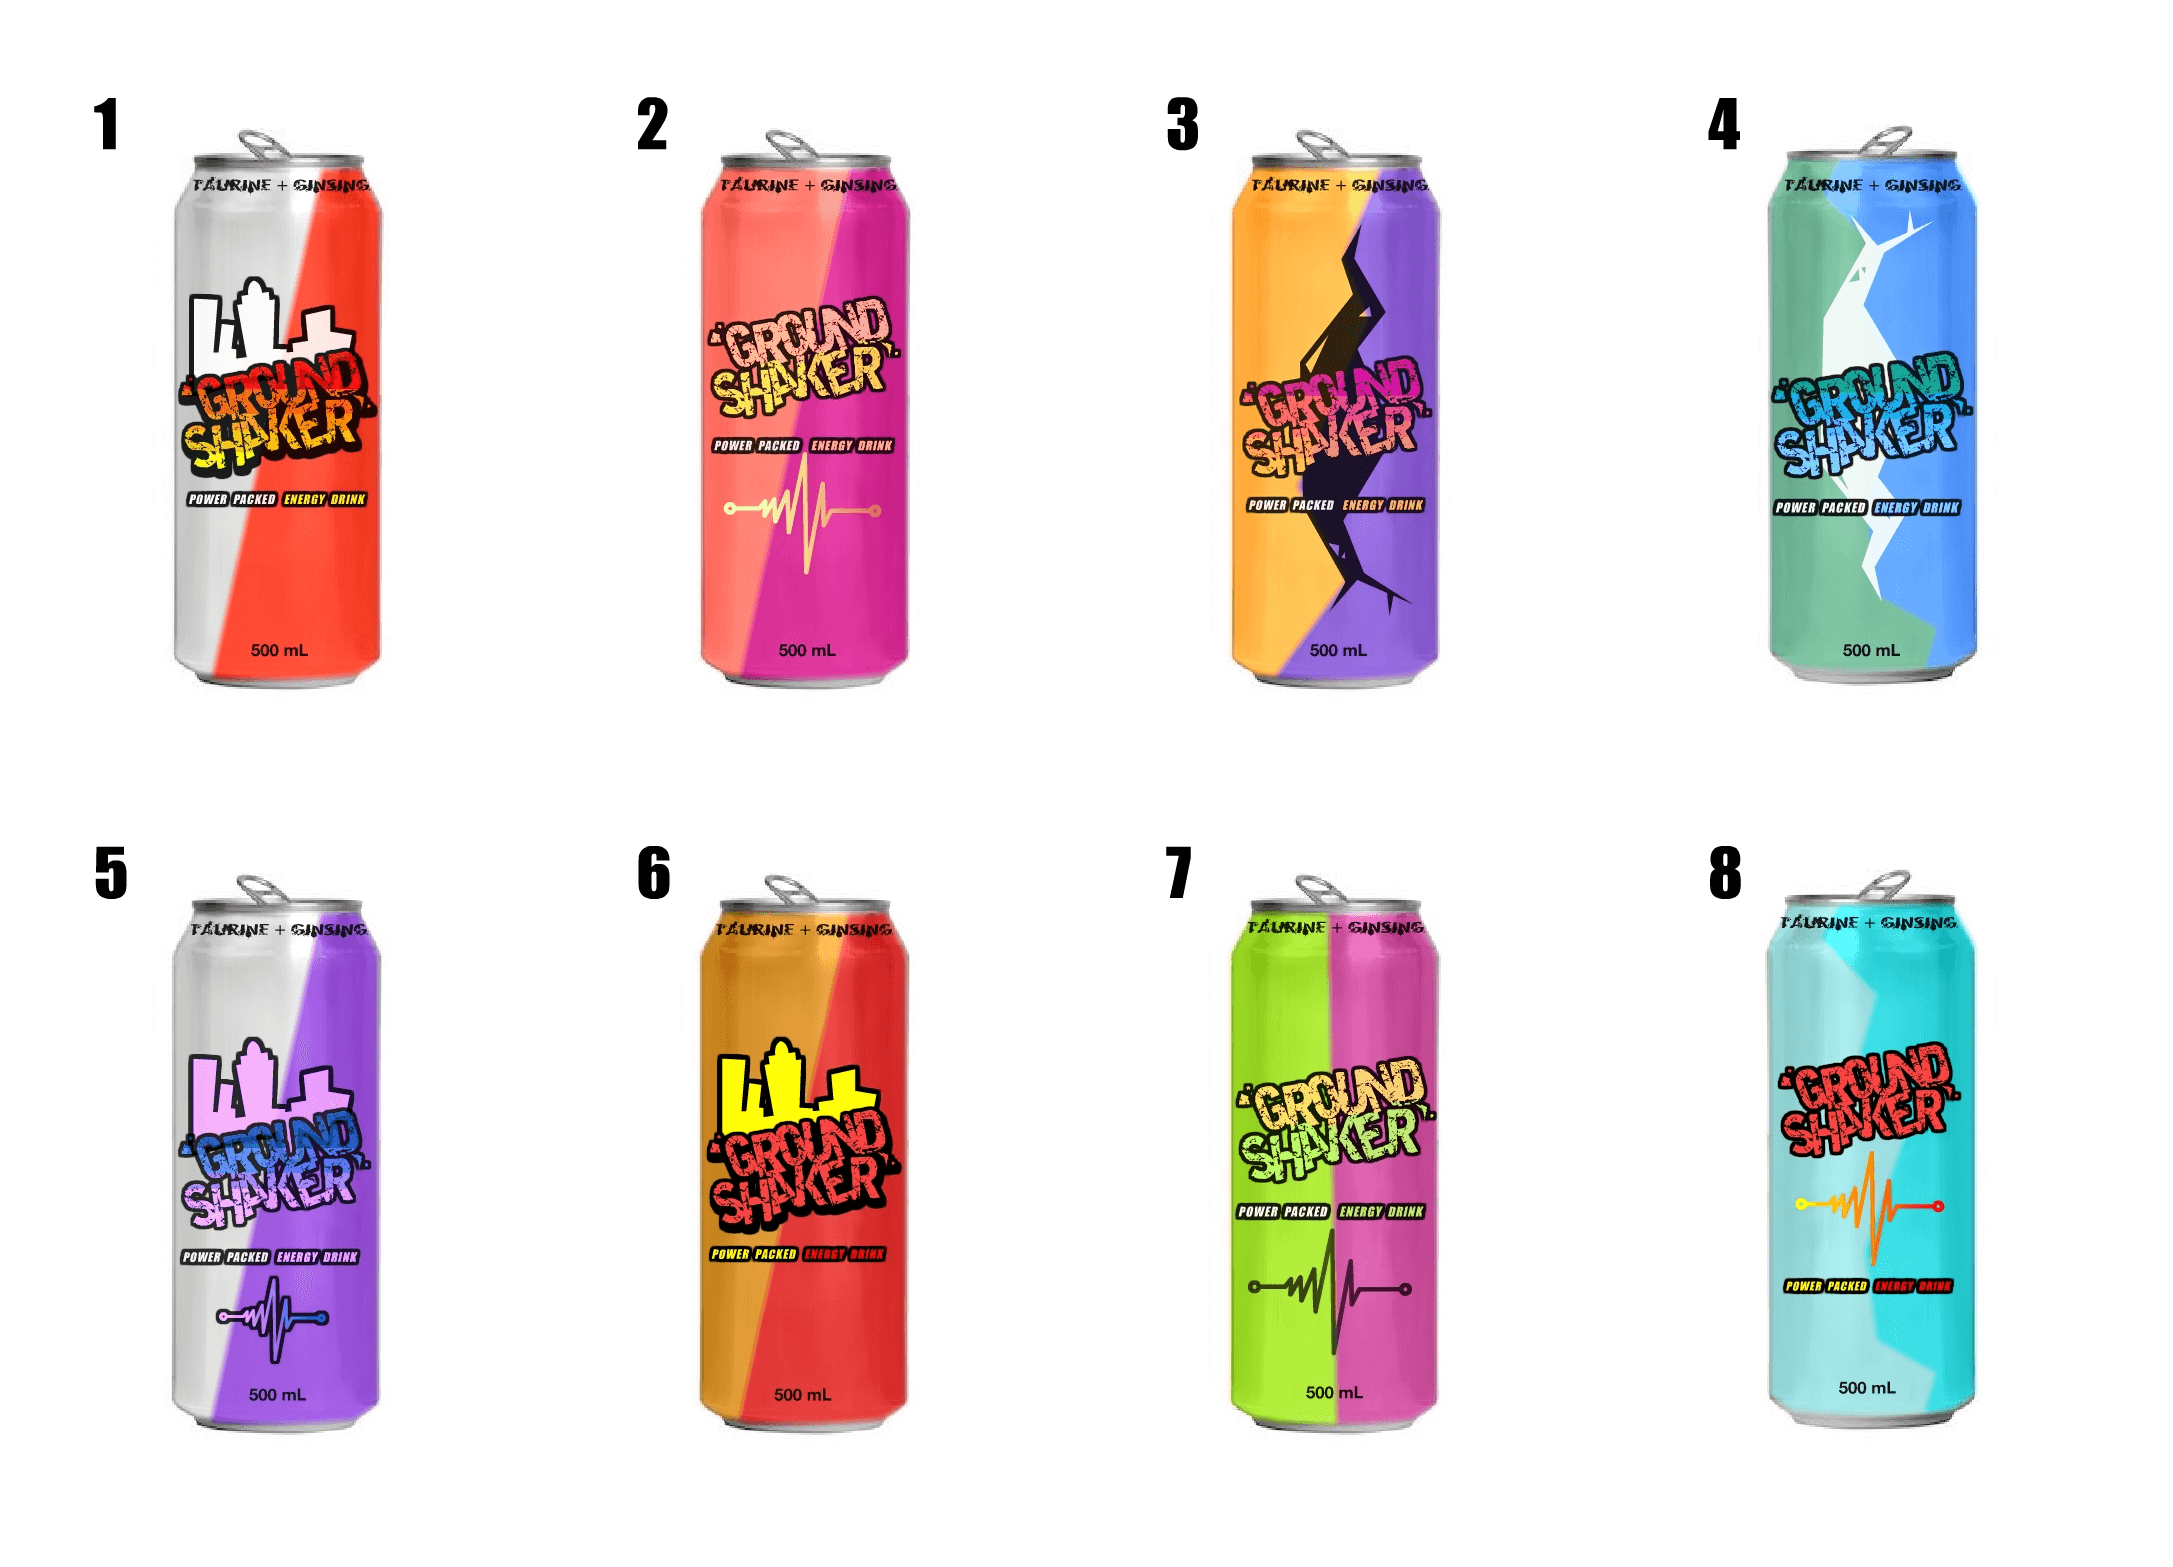 1
TAURINE + GINSING
GROUND
SHAKER
POWER PACKED ENERGY DRINK
500 mL
2
TAURINE + GINSING
GROUND
SHAKER
POWER PACKED ENERGY DRINK
500 mL
3
TAURINE + GINSING
GROUND
SHAKER
POWER PACKED ENERGY DRINK
500 mL
4
TAURINE + GINSING
GROUND
SHAKER
POWER PACKED ENERGY DRINK
500 mL
5
TAURINE + GINSING
GROUND
SHAKER
POWER PACKED ENERGY DRINK
500 mL
6
TAURINE + GINSING
GROUND
SHAKER
POWER PACKED ENERGY DRINK
500 mL
7
TAURINE + GINSING
GROUND
SHAKER
POWER PACKED ENERGY DRINK
500 mL
8
TAURINE + GINSING
GROUND
SHAKER
POWER PACKED ENERGY DRINK
500 mL